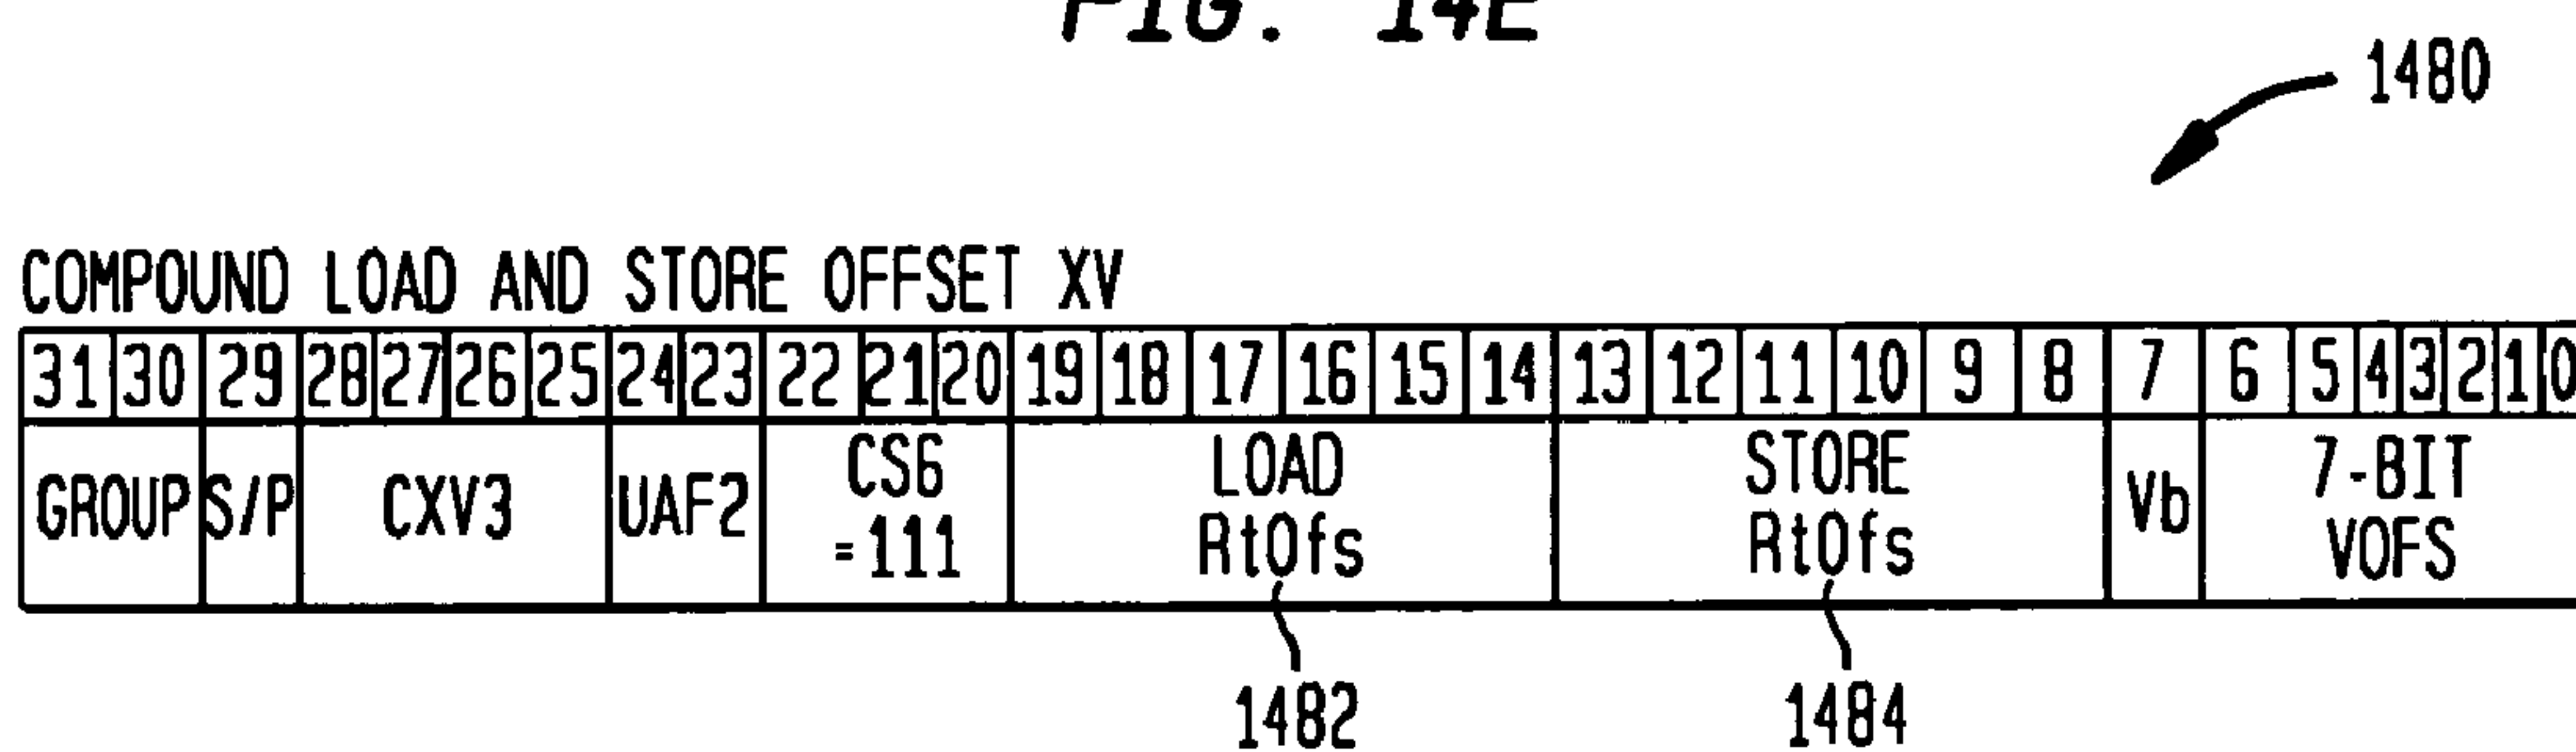 FIG. 14E
1480
COMPOUND LOAD AND STORE OFFSET XV
31 30 29 28 27 26 25 24 23 22 21 20 19 18 17 16 15 14 13 12 11 10 9 8 7 6 5 4 3 2 1 0
GROUP S/P CXV3 UAF2 CS6 =111 LOAD RtOfs STORE RtOfs Vb 7-BIT VOFS
1482 1484